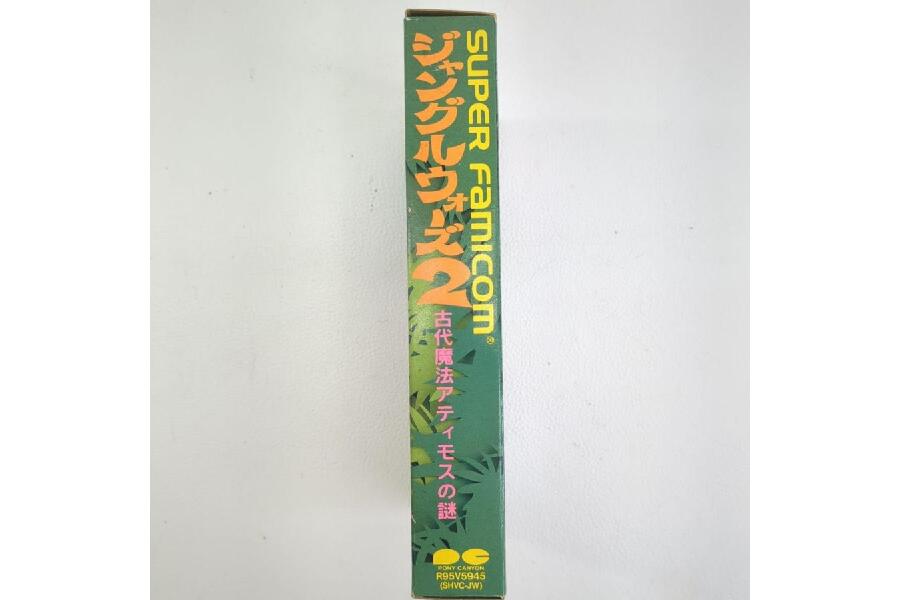 SUPER FAMICOM®
ジャングルウォーズ2
古代魔法アティモスの謎
PONY CANYON
R95V5945
(SHVC-JW)